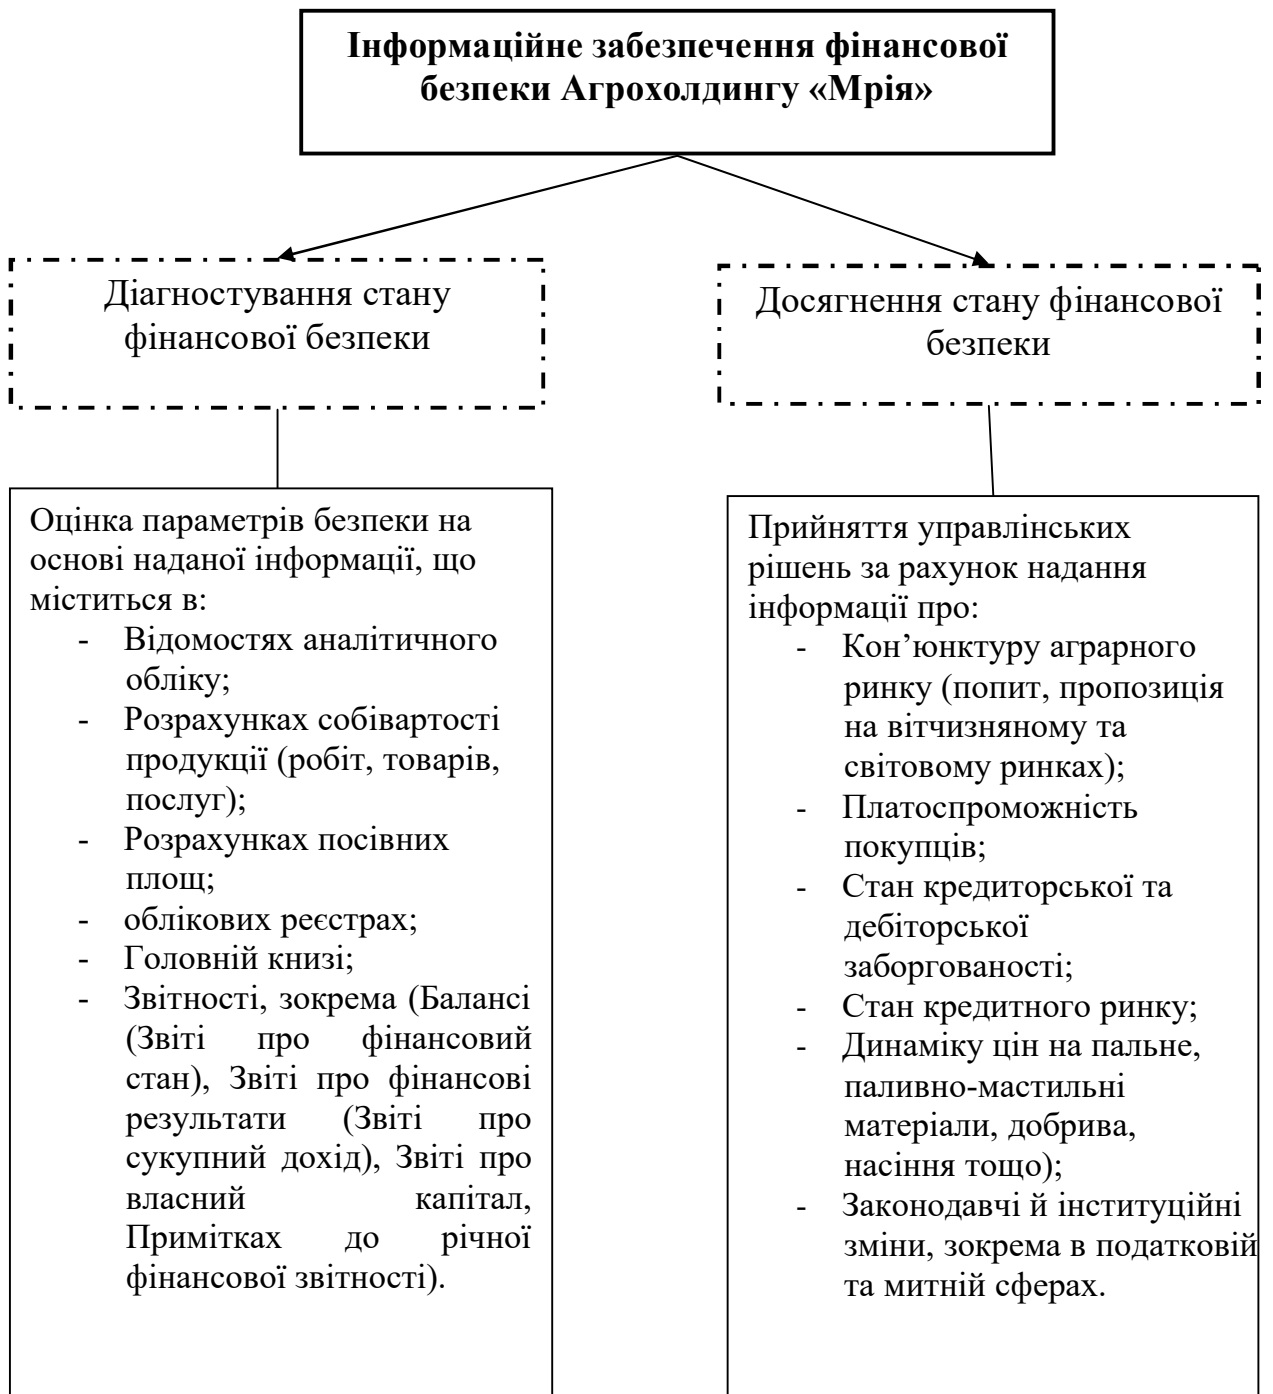 Інформаційне забезпечення фінансової
безпеки Агрохолдингу «Мрія»
Діагностування стану
фінансової безпеки
Досягнення стану фінансової
безпеки
Оцінка параметрів безпеки на
основі наданої інформації, що
міститься в:
- Відомостях аналітичного
обліку;
- Розрахунках собівартості
продукції (робіт, товарів,
послуг);
- Розрахунках посівних
площ;
- облікових реєстрах;
- Головній книзі;
- Звітності, зокрема (Балансі
(Звіті про фінансовий
стан), Звіті про фінансові
результати (Звіті про
сукупний дохід), Звіті про
власний капітал,
Примітках до річної
фінансової звітності).
Прийняття управлінських
рішень за рахунок надання
інформації про:
- Кон’юнктуру аграрного
ринку (попит, пропозиція
на вітчизняному та
світовому ринках);
- Платоспроможність
покупців;
- Стан кредиторської та
дебіторської
заборгованості;
- Стан кредитного ринку;
- Динаміку цін на пальне,
паливно-мастильні
матеріали, добрива,
насіння тощо);
- Законодавчі й інституційні
зміни, зокрема в податковій
та митній сферах.